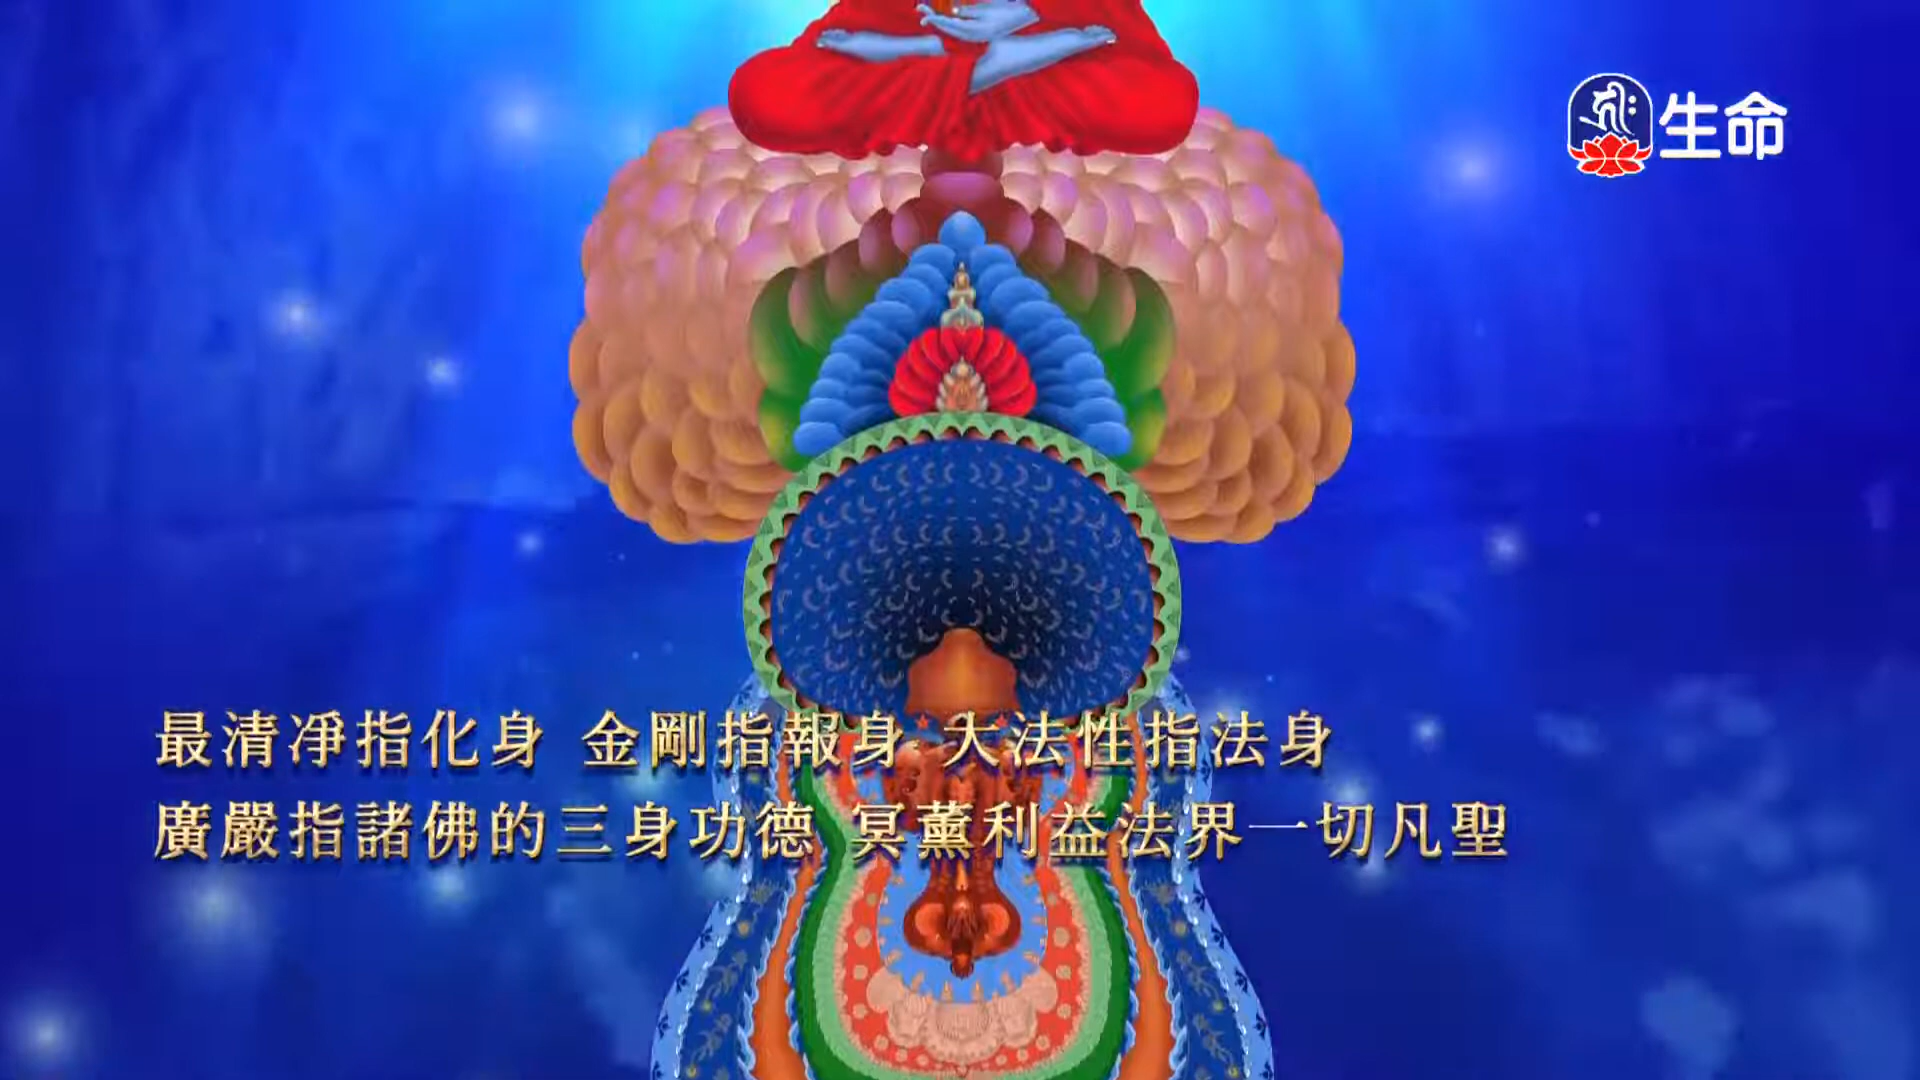 生命
最清淨指化身 金剛指報身 大法性指法身
廣嚴指諸佛的三身功德 冥薰利益法界一切凡聖